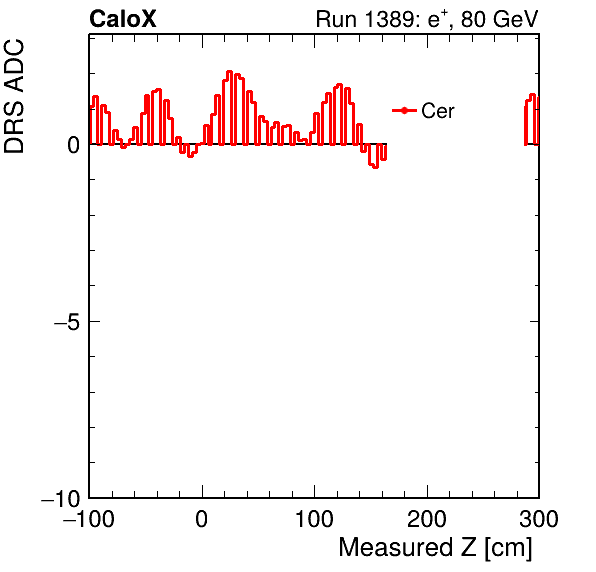 CaloX Run 1389: e⁺, 80 GeV
DRS ADC
Cer
0
−5
−10
−100 0 100 200 300
Measured Z [cm]